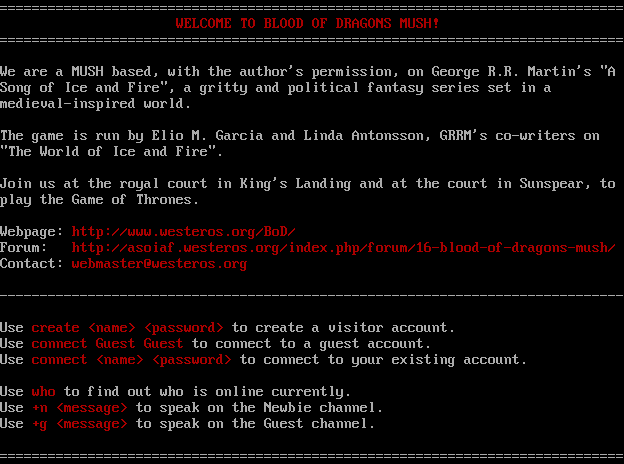 WELCOME TO BLOOD OF DRAGONS MUSH!
We are a MUSH based, with the author's permission, on George R.R. Martin's "A
Song of Ice and Fire", a gritty and political fantasy series set in a
medieval-inspired world.
The game is run by Elio M. Garcia and Linda Antonsson, GRRM's co-writers on
"The World of Ice and Fire".
Join us at the royal court in King's Landing and at the court in Sunspear, to
play the Game of Thrones.
Webpage: http://www.westeros.org/BoD/
Forum: http://asoiaf.westeros.org/index.php/forum/16-blood-of-dragons-mush/
Contact: webmaster@westeros.org
Use create <name> <password> to create a visitor account.
Use connect Guest Guest to connect to a guest account.
Use connect <name> <password> to connect to your existing account.
Use who to find out who is online currently.
Use +n <message> to speak on the Newbie channel.
Use +g <message> to speak on the Guest channel.